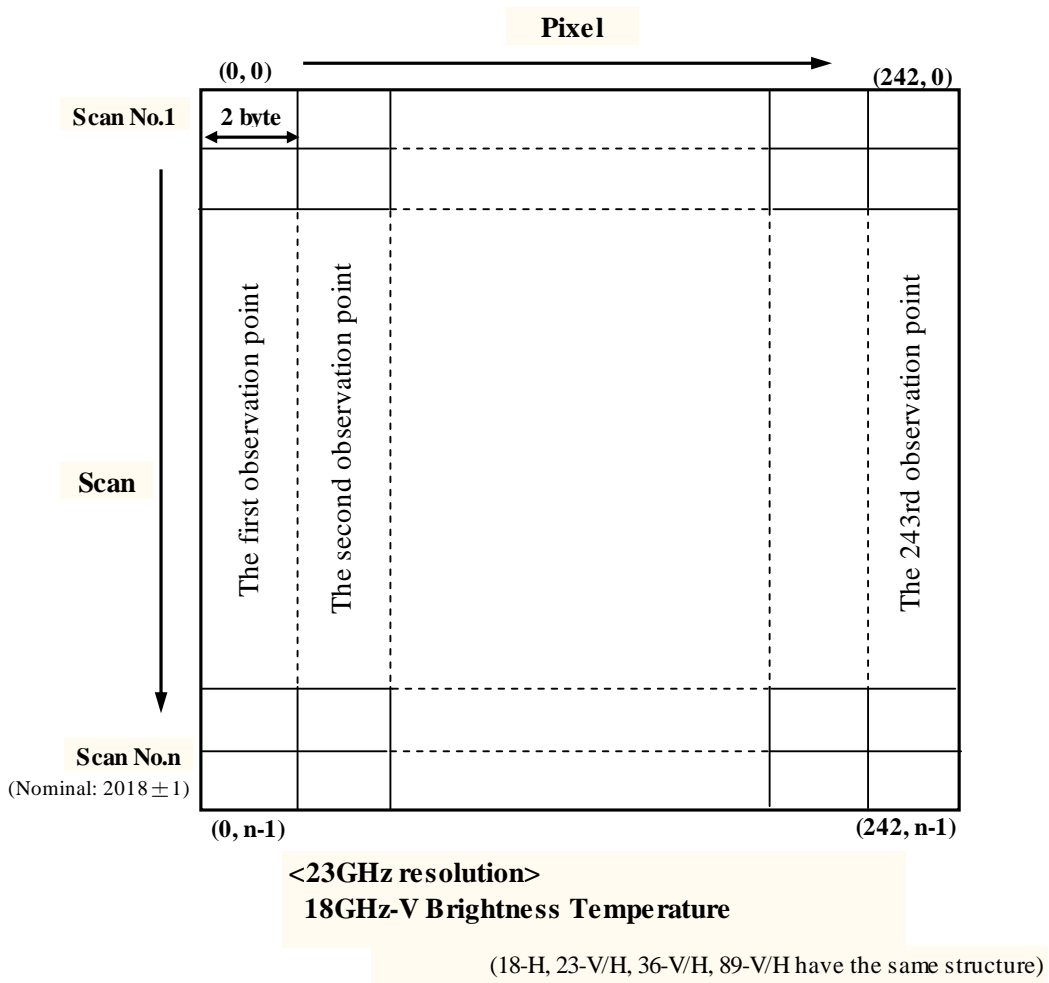 Pixel
(0, 0)
(242, 0)
Scan No.1
2 byte
The first observation point
The second observation point
The 243rd observation point
Scan
Scan No.n
(Nominal: 2018±1)
(0, n-1)
(242, n-1)
<23GHz resolution>
18GHz-V Brightness Temperature
(18-H, 23-V/H, 36-V/H, 89-V/H have the same structure)